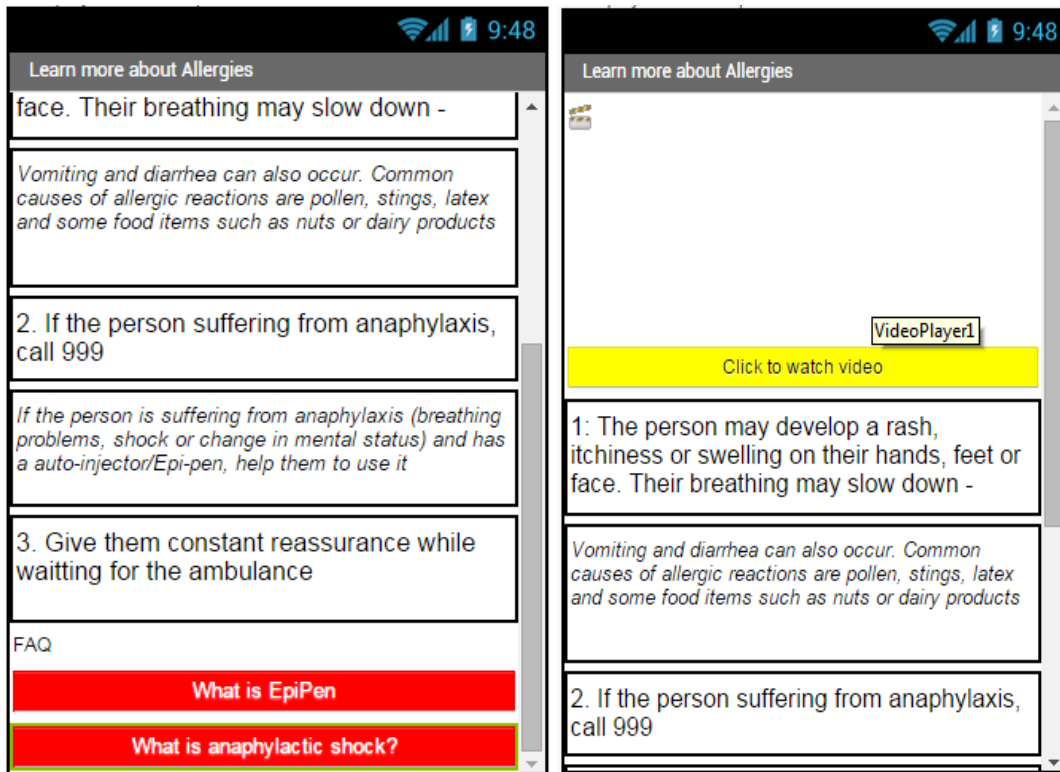 9:48
Learn more about Allergies
face. Their breathing may slow down -
Vomiting and diarrhea can also occur. Common
causes of allergic reactions are pollen, stings, latex
and some food items such as nuts or dairy products
2. If the person suffering from anaphylaxis,
call 999
If the person is suffering from anaphylaxis (breathing
problems, shock or change in mental status) and has
a auto-injector/Epi-pen, help them to use it
3. Give them constant reassurance while
waitting for the ambulance
FAQ
What is EpiPen
What is anaphylactic shock?
9:48
Learn more about Allergies
VideoPlayer1
Click to watch video
1: The person may develop a rash,
itchiness or swelling on their hands, feet or
face. Their breathing may slow down -
Vomiting and diarrhea can also occur. Common
causes of allergic reactions are pollen, stings, latex
and some food items such as nuts or dairy products
2. If the person suffering from anaphylaxis,
call 999